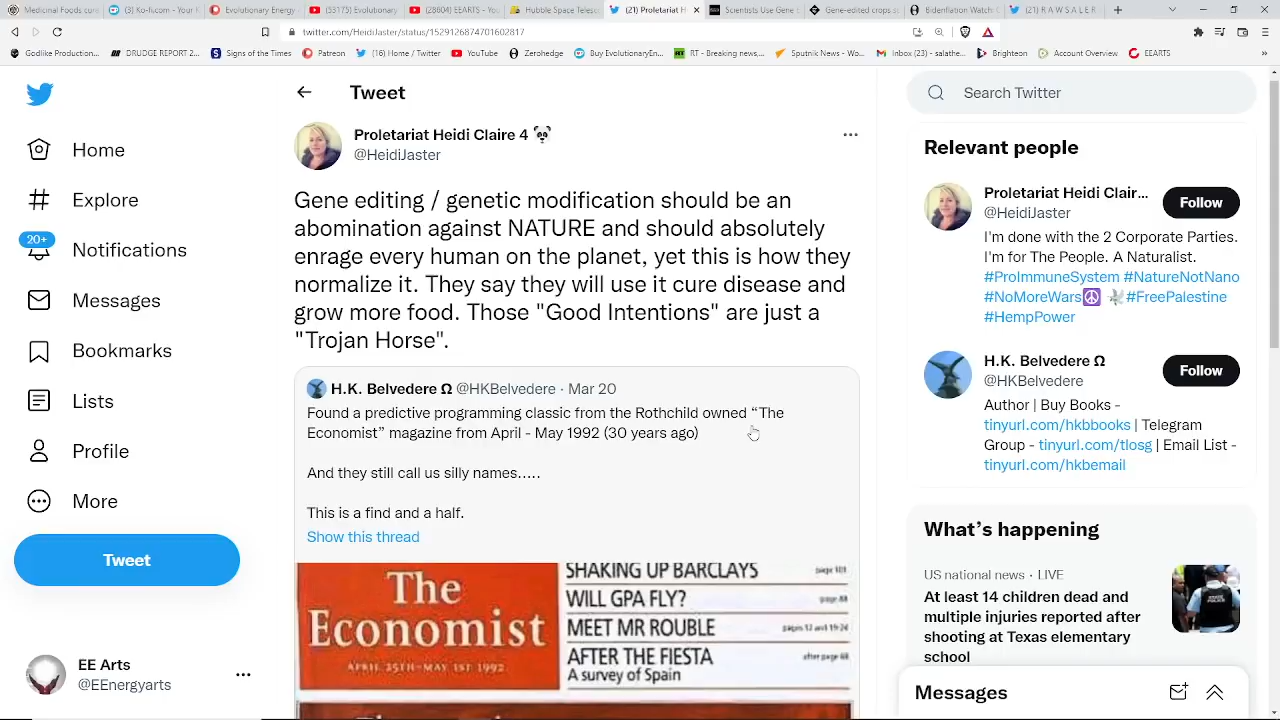 Medicinal Foods cure
(3) Ko-fi.com - Your K
Evolutionary Energy
(33175) Evolutionary
(28804) EEARTS - Yo
Hubble Space Telesc
(21) Proletariat H
Scientists Use Gene
Gene-edited crops s
Bidenflation Watch
(21) R A W S A L E R
twitter.com/HeidiJaster/status/1529126874701602817
Godlike Production...
DRUDGE REPORT 2...
Signs of the Times
Patreon
(16) Home / Twitter
YouTube
Zerohedge
Buy EvolutionaryEn...
RT - Breaking news,...
Sputnik News - Wo...
Inbox (23) - salathe...
Brighteon
Account Overview
EEARTS
Tweet
Search Twitter
Home
Explore
20+
Notifications
Messages
Bookmarks
Lists
Profile
More
Tweet
EE Arts
@EEnergyarts
Proletariat Heidi Claire 4
@HeidiJaster
Gene editing / genetic modification should be an
abomination against NATURE and should absolutely
enrage every human on the planet, yet this is how they
normalize it. They say they will use it cure disease and
grow more food. Those "Good Intentions" are just a
"Trojan Horse".
H.K. Belvedere Ω @HKBelvedere · Mar 20
Found a predictive programming classic from the Rothchild owned “The
Economist” magazine from April - May 1992 (30 years ago)
And they still call us silly names.....
This is a find and a half.
Show this thread
The
Economist
APRIL 25TH-MAY 1ST 1992
SHAKING UP BARCLAYS page 101
WILL GPA FLY? page 88
MEET MR ROUBLE pages 13 and 19-24
AFTER THE FIESTA after page 68
A survey of Spain
Relevant people
Proletariat Heidi Clair...
@HeidiJaster
Follow
I'm done with the 2 Corporate Parties.
I'm for The People. A Naturalist.
#ProImmuneSystem #NatureNotNano
#NoMoreWars #FreePalestine
#HempPower
H.K. Belvedere Ω
@HKBelvedere
Follow
Author | Buy Books -
tinyurl.com/hkbbooks | Telegram
Group - tinyurl.com/tlosg | Email List -
tinyurl.com/hkbemail
What’s happening
US national news · LIVE
At least 14 children dead and
multiple injuries reported after
shooting at Texas elementary
school
Messages